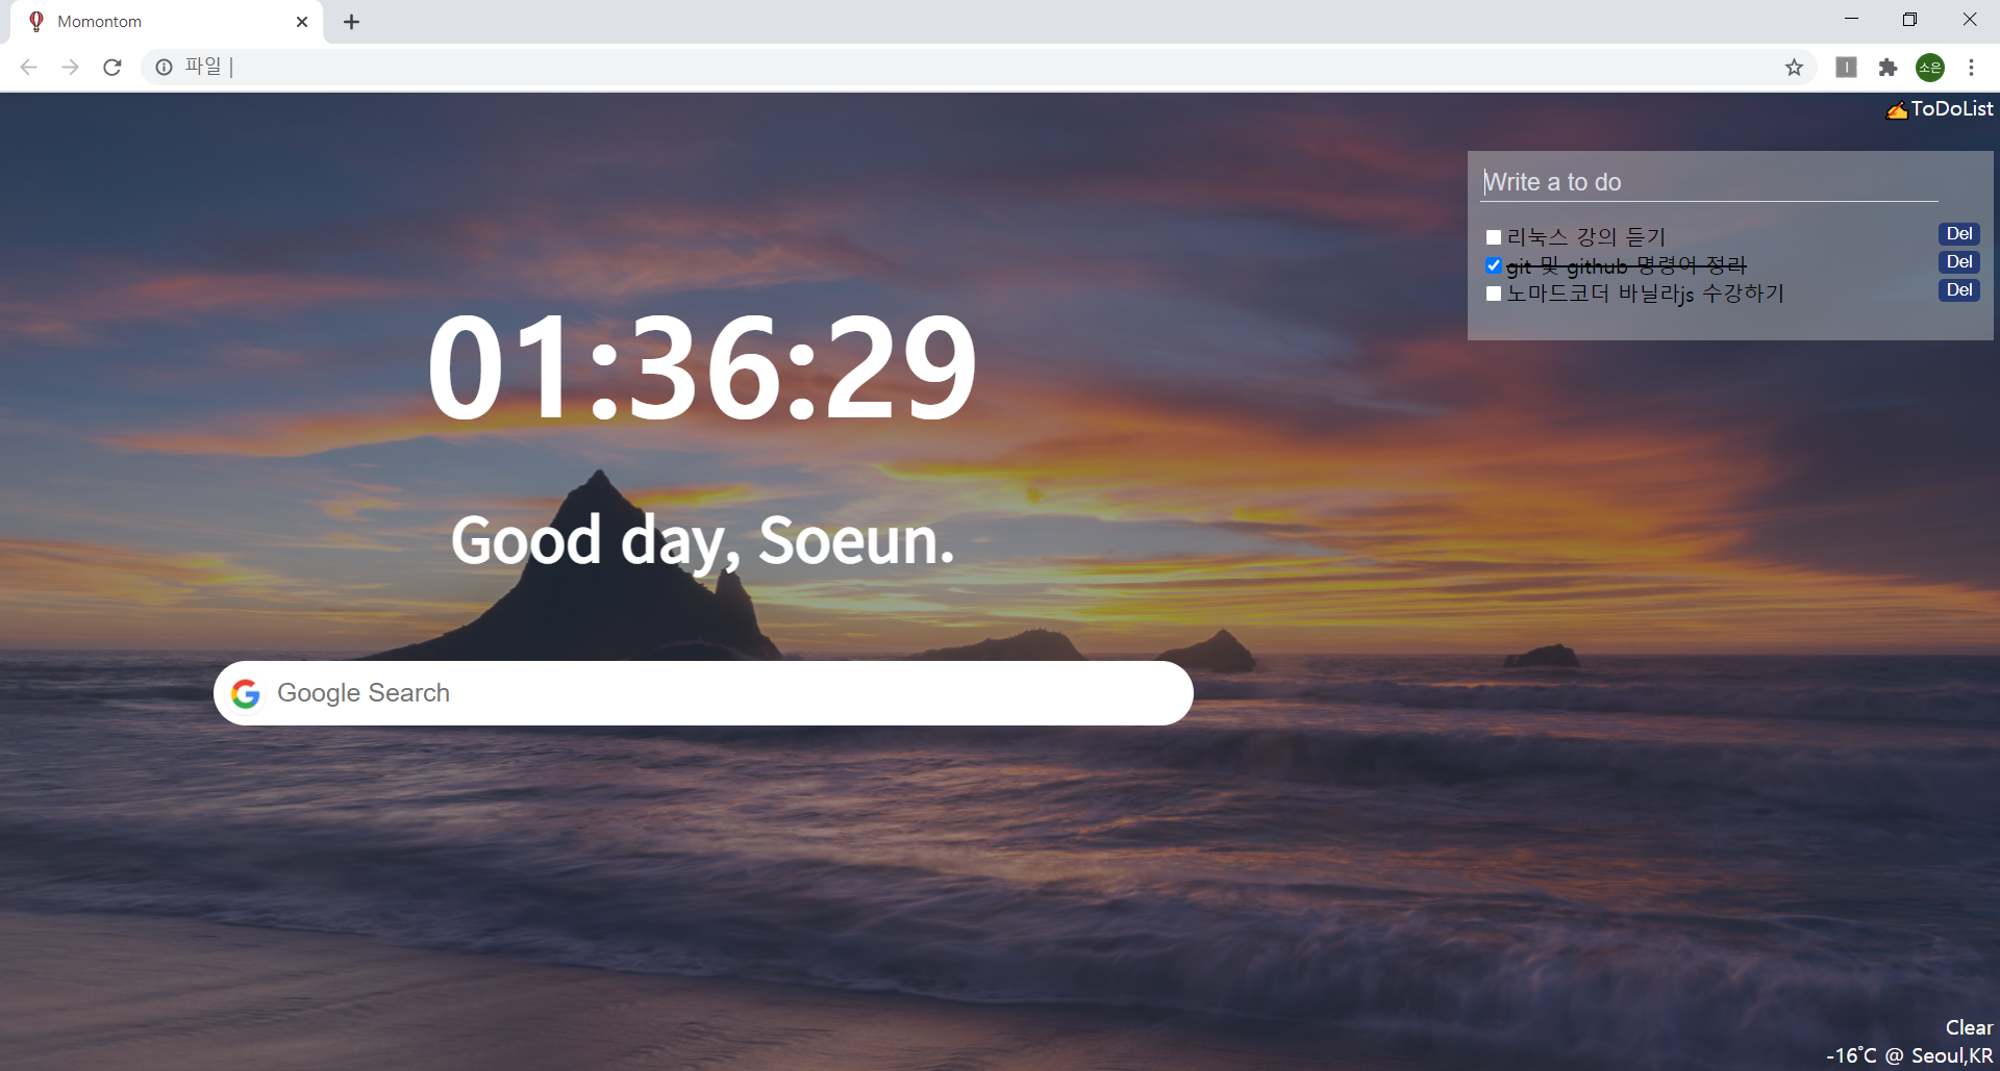 Momontom
파일
소은
ToDoList
Write a to do
리눅스 강의 듣기 Del
git 및 github 명령어 정리 Del
노마드코더 바닐라js 수강하기 Del
01:36:29
Good day, Soeun.
Google Search
Clear
-16°C @ Seoul,KR